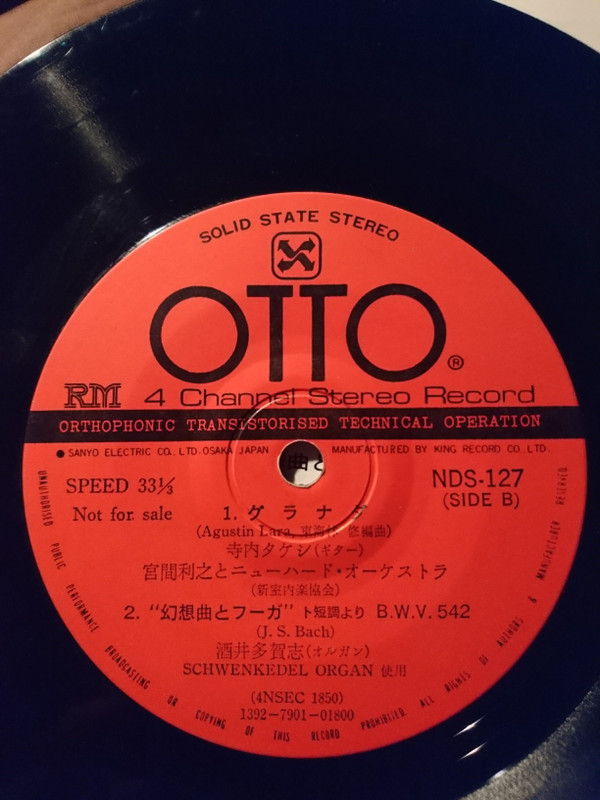 SOLID STATE STEREO
OTTO®
RM 4 Channel Stereo Record
ORTHOPHONIC TRANSISTORISED TECHNICAL OPERATION
● SANYO ELECTRIC CO., LTD. OSAKA JAPAN MANUFACTURED BY KING RECORD CO., LTD.
SPEED 33⅓
NDS-127
(SIDE B)
Not for sale
1. グラナダ
(Agustin Lara, 東海林 編曲)
寺内タケシ(ギター)
宮間利之とニューハード・オーケストラ
(新室内楽協会)
2. "幻想曲とフーガ" ト短調より B.W.V. 542
(J. S. Bach)
酒井多賀志(オルガン)
SCHWENKEDEL ORGAN 使用
(4NSEC 1850)
1392-7901-01800
UNAUTHORISED PUBLIC PERFORMANCE BROADCASTING OR COPYING OF THIS RECORD PROHIBITED. ALL RIGHTS OF AUTHORS & MANUFACTURER RESERVED.